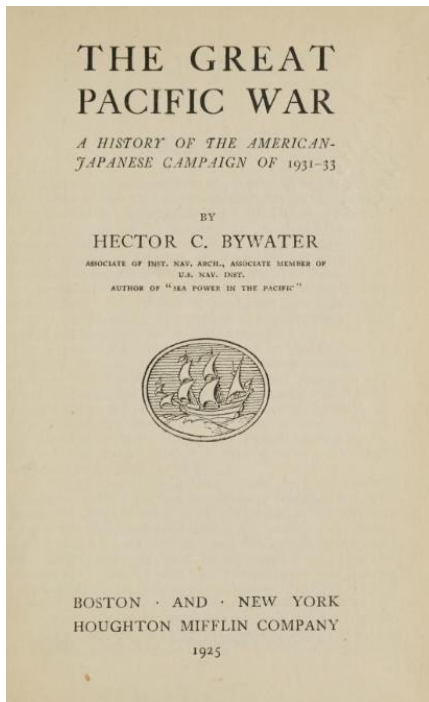 THE GREAT
PACIFIC WAR
A HISTORY OF THE AMERICAN-
JAPANESE CAMPAIGN OF 1931-33
BY
HECTOR C. BYWATER
ASSOCIATE OF INST. NAV. ARCH., ASSOCIATE MEMBER OF
U.S. NAV. INST.
AUTHOR OF "SEA POWER IN THE PACIFIC"
BOSTON · AND · NEW YORK
HOUGHTON MIFFLIN COMPANY
1925